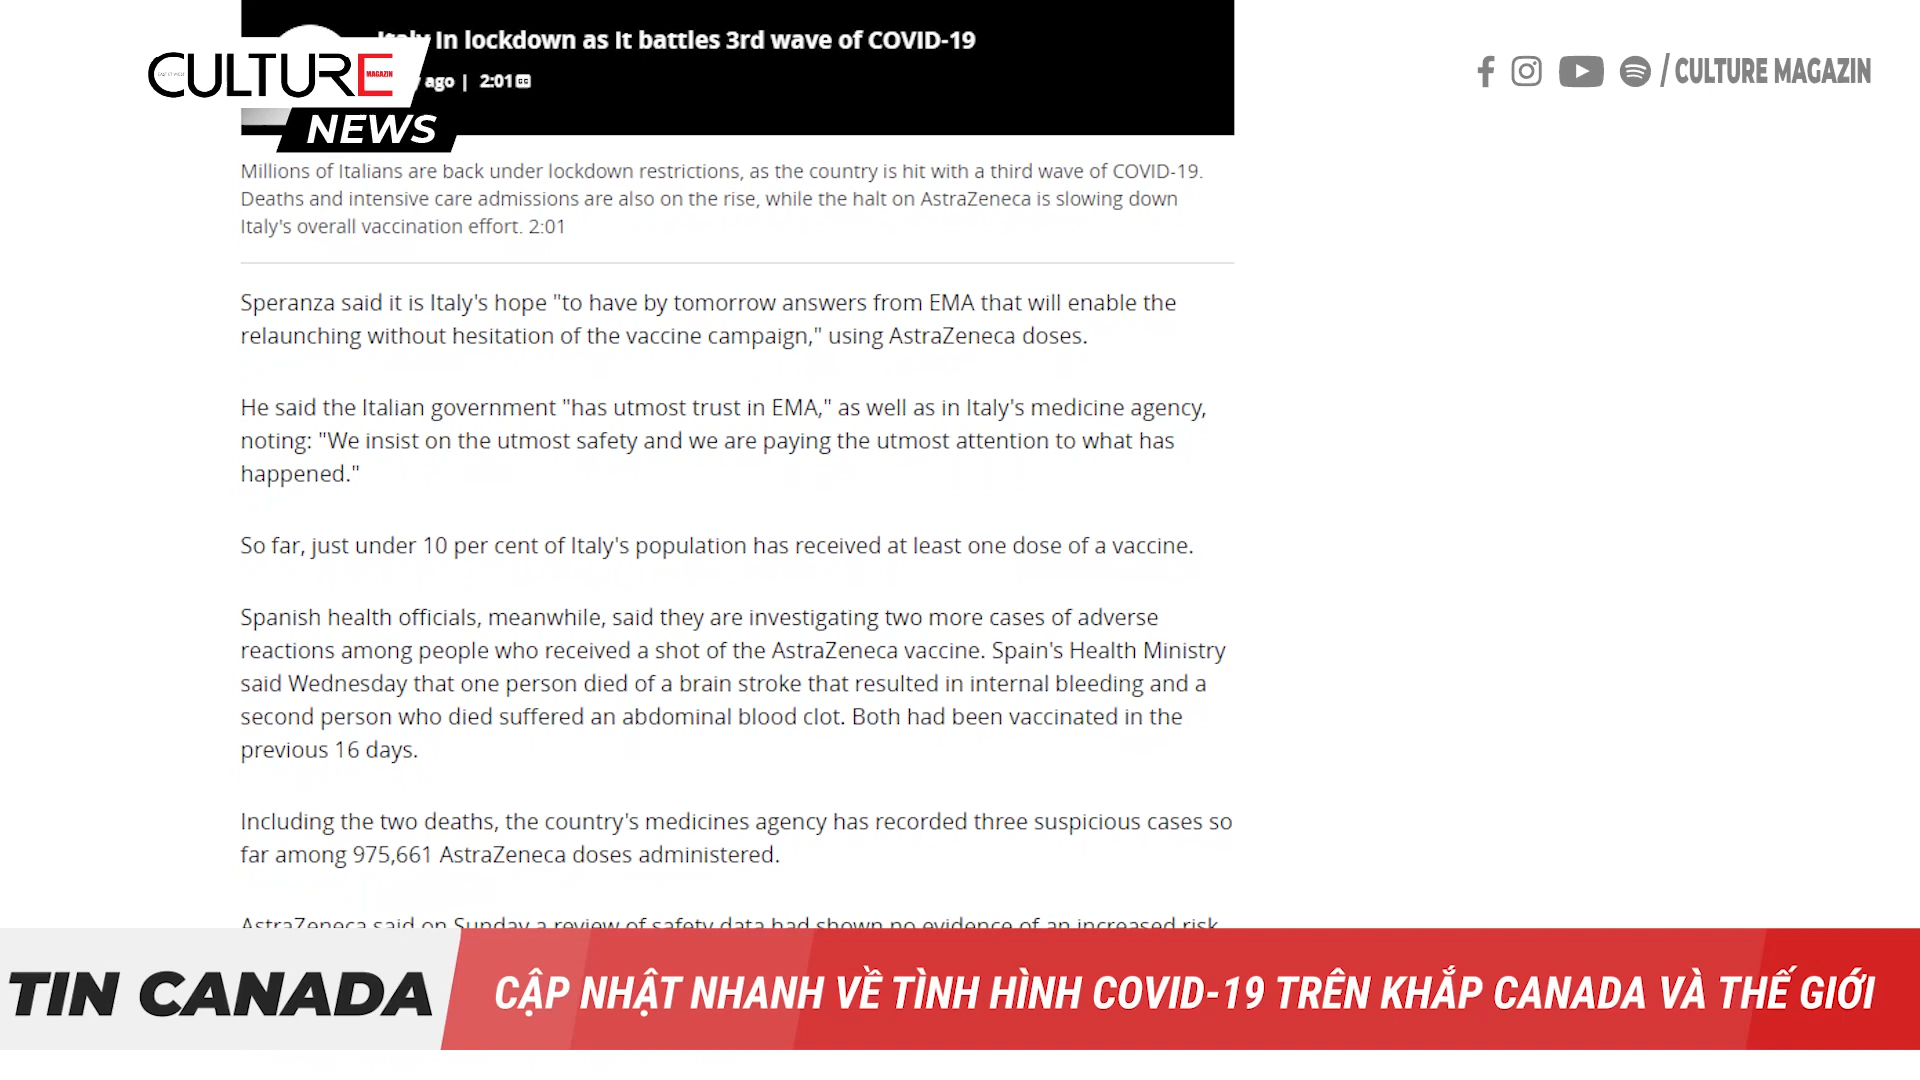 Italy in lockdown as it battles 3rd wave of COVID-19
CULTURE
MAGAZIN
ago | 2:01 CC
/ CULTURE MAGAZIN
NEWS
Millions of Italians are back under lockdown restrictions, as the country is hit with a third wave of COVID-19.
Deaths and intensive care admissions are also on the rise, while the halt on AstraZeneca is slowing down
Italy's overall vaccination effort. 2:01
Speranza said it is Italy's hope "to have by tomorrow answers from EMA that will enable the
relaunching without hesitation of the vaccine campaign," using AstraZeneca doses.
He said the Italian government "has utmost trust in EMA," as well as in Italy's medicine agency,
noting: "We insist on the utmost safety and we are paying the utmost attention to what has
happened."
So far, just under 10 per cent of Italy's population has received at least one dose of a vaccine.
Spanish health officials, meanwhile, said they are investigating two more cases of adverse
reactions among people who received a shot of the AstraZeneca vaccine. Spain's Health Ministry
said Wednesday that one person died of a brain stroke that resulted in internal bleeding and a
second person who died suffered an abdominal blood clot. Both had been vaccinated in the
previous 16 days.
Including the two deaths, the country's medicines agency has recorded three suspicious cases so
far among 975,661 AstraZeneca doses administered.
AstraZeneca said on Sunday a review of safety data had shown no evidence of an increased risk
TIN CANADA
CẬP NHẬT NHANH VỀ TÌNH HÌNH COVID-19 TRÊN KHẮP CANADA VÀ THẾ GIỚI